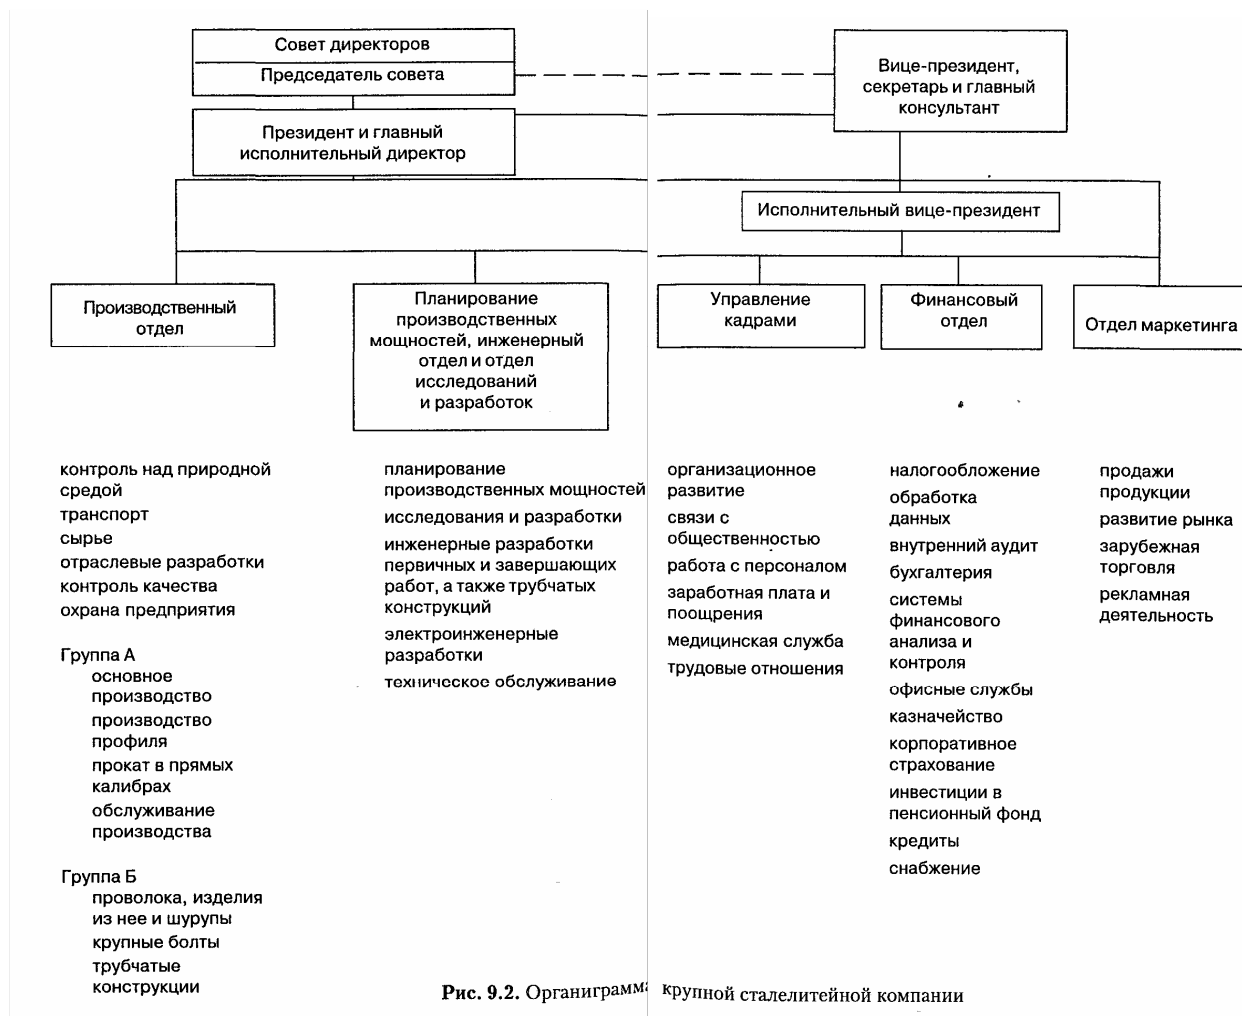 Совет директоров
Председатель совета
Президент и главный
исполнительный директор
Вице-президент,
секретарь и главный
консультант
Исполнительный вице-президент
Производственный
отдел
Планирование
производственных
мощностей, инженерный
отдел и отдел
исследований
и разработок
Управление
кадрами
Финансовый
отдел
Отдел маркетинга
контроль над природной
средой
транспорт
сырье
отраслевые разработки
контроль качества
охрана предприятия
Группа А
основное
производство
производство
профиля
прокат в прямых
калибрах
обслуживание
производства
Группа Б
проволока, изделия
из нее и шурупы
крупные болты
трубчатые
конструкции
планирование
производственных мощностей
исследования и разработки
инженерные разработки
первичных и завершающих
работ, а также трубчатых
конструкций
электроинженерные
разработки
техническое обслуживание
организационное
развитие
связи с
общественностью
работа с персоналом
заработная плата и
поощрения
медицинская служба
трудовые отношения
налогообложение
обработка
данных
внутренний аудит
бухгалтерия
системы
финансового
анализа и
контроля
офисные службы
казначейство
корпоративное
страхование
инвестиции в
пенсионный фонд
кредиты
снабжение
продажи
продукции
развитие рынка
зарубежная
торговля
рекламная
деятельность
Рис. 9.2. Органиграмма крупной сталелитейной компании